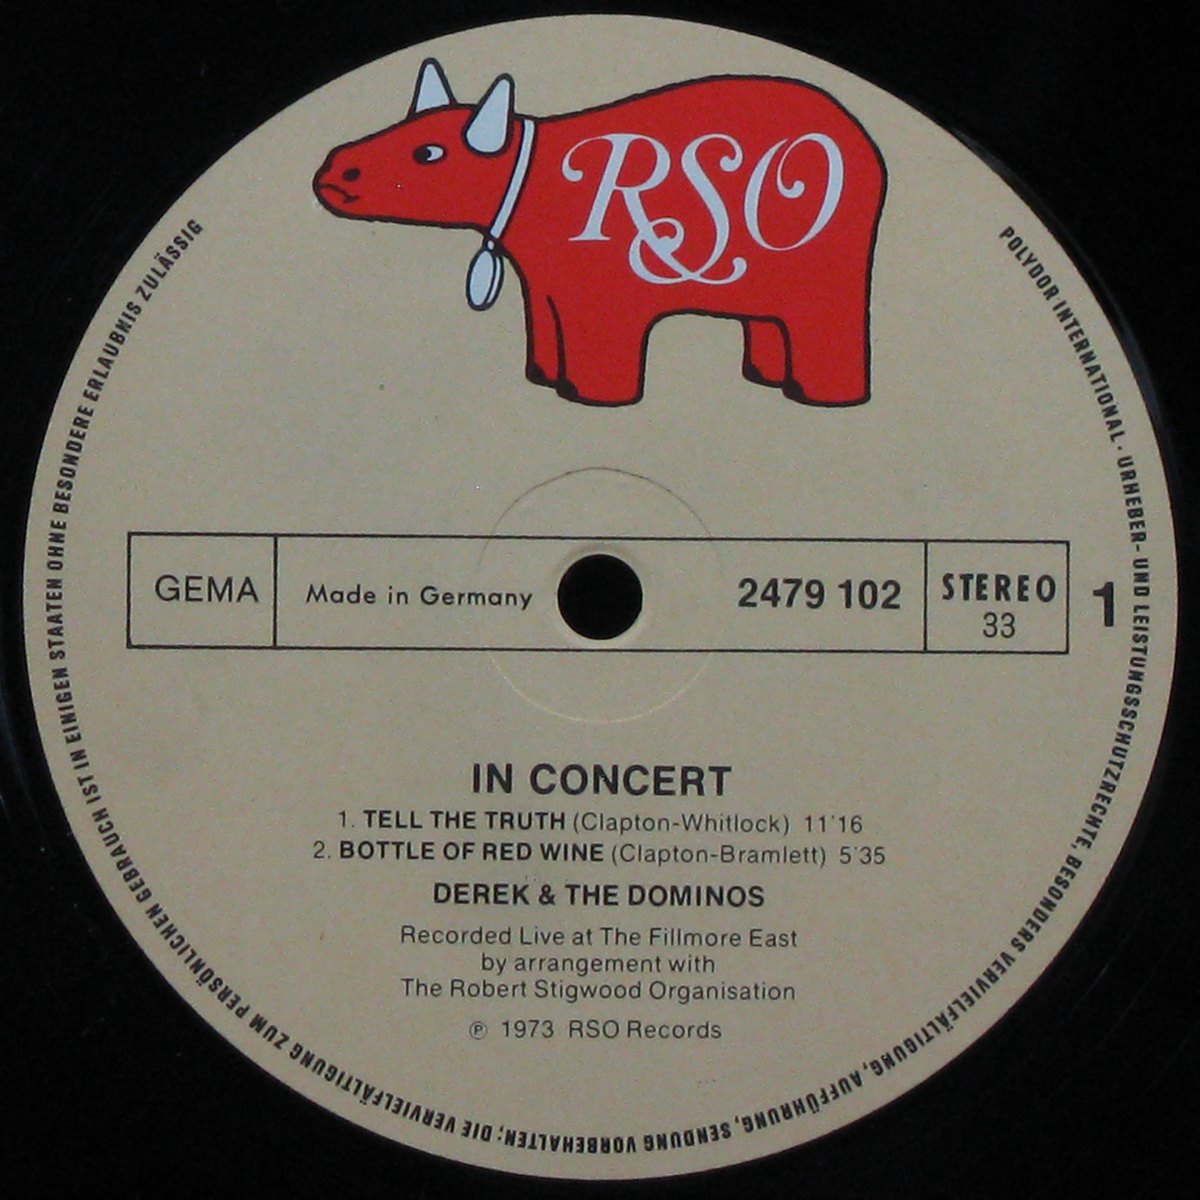 RSO
POLYDOR INTERNATIONAL · URHEBER- UND LEISTUNGSSCHUTZRECHTE, BESONDERS VERVIELFÄLTIGUNG, AUFFÜHRUNG, SENDUNG VORBEHALTEN; DIE VERVIELFÄLTIGUNG ZUM PERSÖNLICHEN GEBRAUCH IST IN EINIGEN STAATEN OHNE BESONDERE ERLAUBNIS ZULÄSSIG
GEMA Made in Germany 2479 102 STEREO 1
33
IN CONCERT
1. TELL THE TRUTH (Clapton-Whitlock) 11'16
2. BOTTLE OF RED WINE (Clapton-Bramlett) 5'35
DEREK & THE DOMINOS
Recorded Live at The Fillmore East
by arrangement with
The Robert Stigwood Organisation
℗ 1973 RSO Records